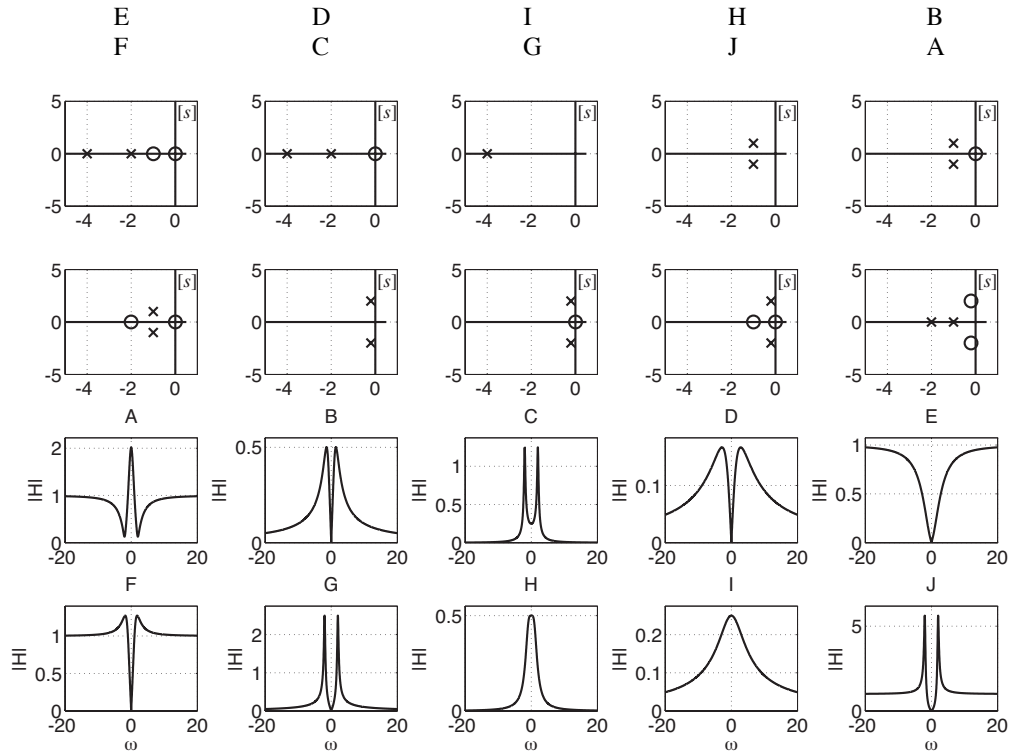 E D I H B
F C G J A
5 [s] 5 [s] 5 [s] 5 [s] 5 [s]
0 0 0 0 0
-5 -5 -5 -5 -5
-4 -2 0 -4 -2 0 -4 -2 0 -4 -2 0 -4 -2 0
5 [s] 5 [s] 5 [s] 5 [s] 5 [s]
0 0 0 0 0
-5 -5 -5 -5 -5
-4 -2 0 -4 -2 0 -4 -2 0 -4 -2 0 -4 -2 0
A B C D E
2 0.5 1 0.1 1
|H| |H| |H| |H| |H|
1 0.5
0 0 0 0 0
-20 0 20 -20 0 20 -20 0 20 -20 0 20 -20 0 20
F G H I J
1 2 0.5 0.2 5
|H| |H| |H| |H| |H|
0.5 1 0.1
0 0 0 0 0
-20 0 20 -20 0 20 -20 0 20 -20 0 20 -20 0 20
ω ω ω ω ω